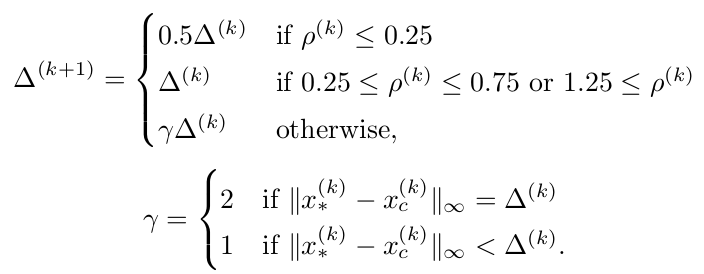 Δ^{(k+1)} = { 0.5Δ^{(k)} if ρ^{(k)} ≤ 0.25
Δ^{(k)} if 0.25 ≤ ρ^{(k)} ≤ 0.75 or 1.25 ≤ ρ^{(k)}
γΔ^{(k)} otherwise,
γ = { 2 if ‖x_*^{(k)} − x_c^{(k)}‖_∞ = Δ^{(k)}
1 if ‖x_*^{(k)} − x_c^{(k)}‖_∞ < Δ^{(k)}.